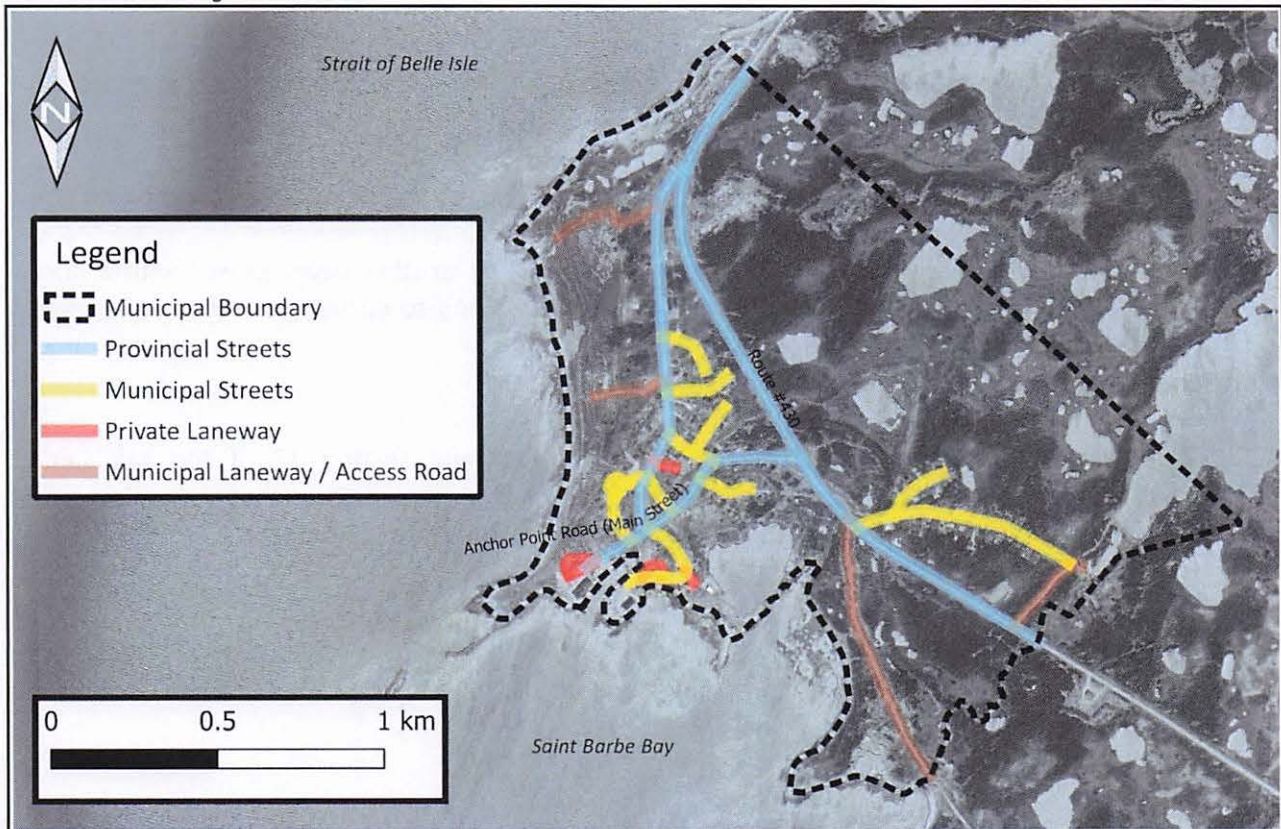 Strait of Belle Isle
N
Legend
Municipal Boundary
Provincial Streets
Municipal Streets
Private Laneway
Municipal Laneway / Access Road
Route #430
Anchor Point Road (Main Street)
0 0.5 1 km
Saint Barbe Bay